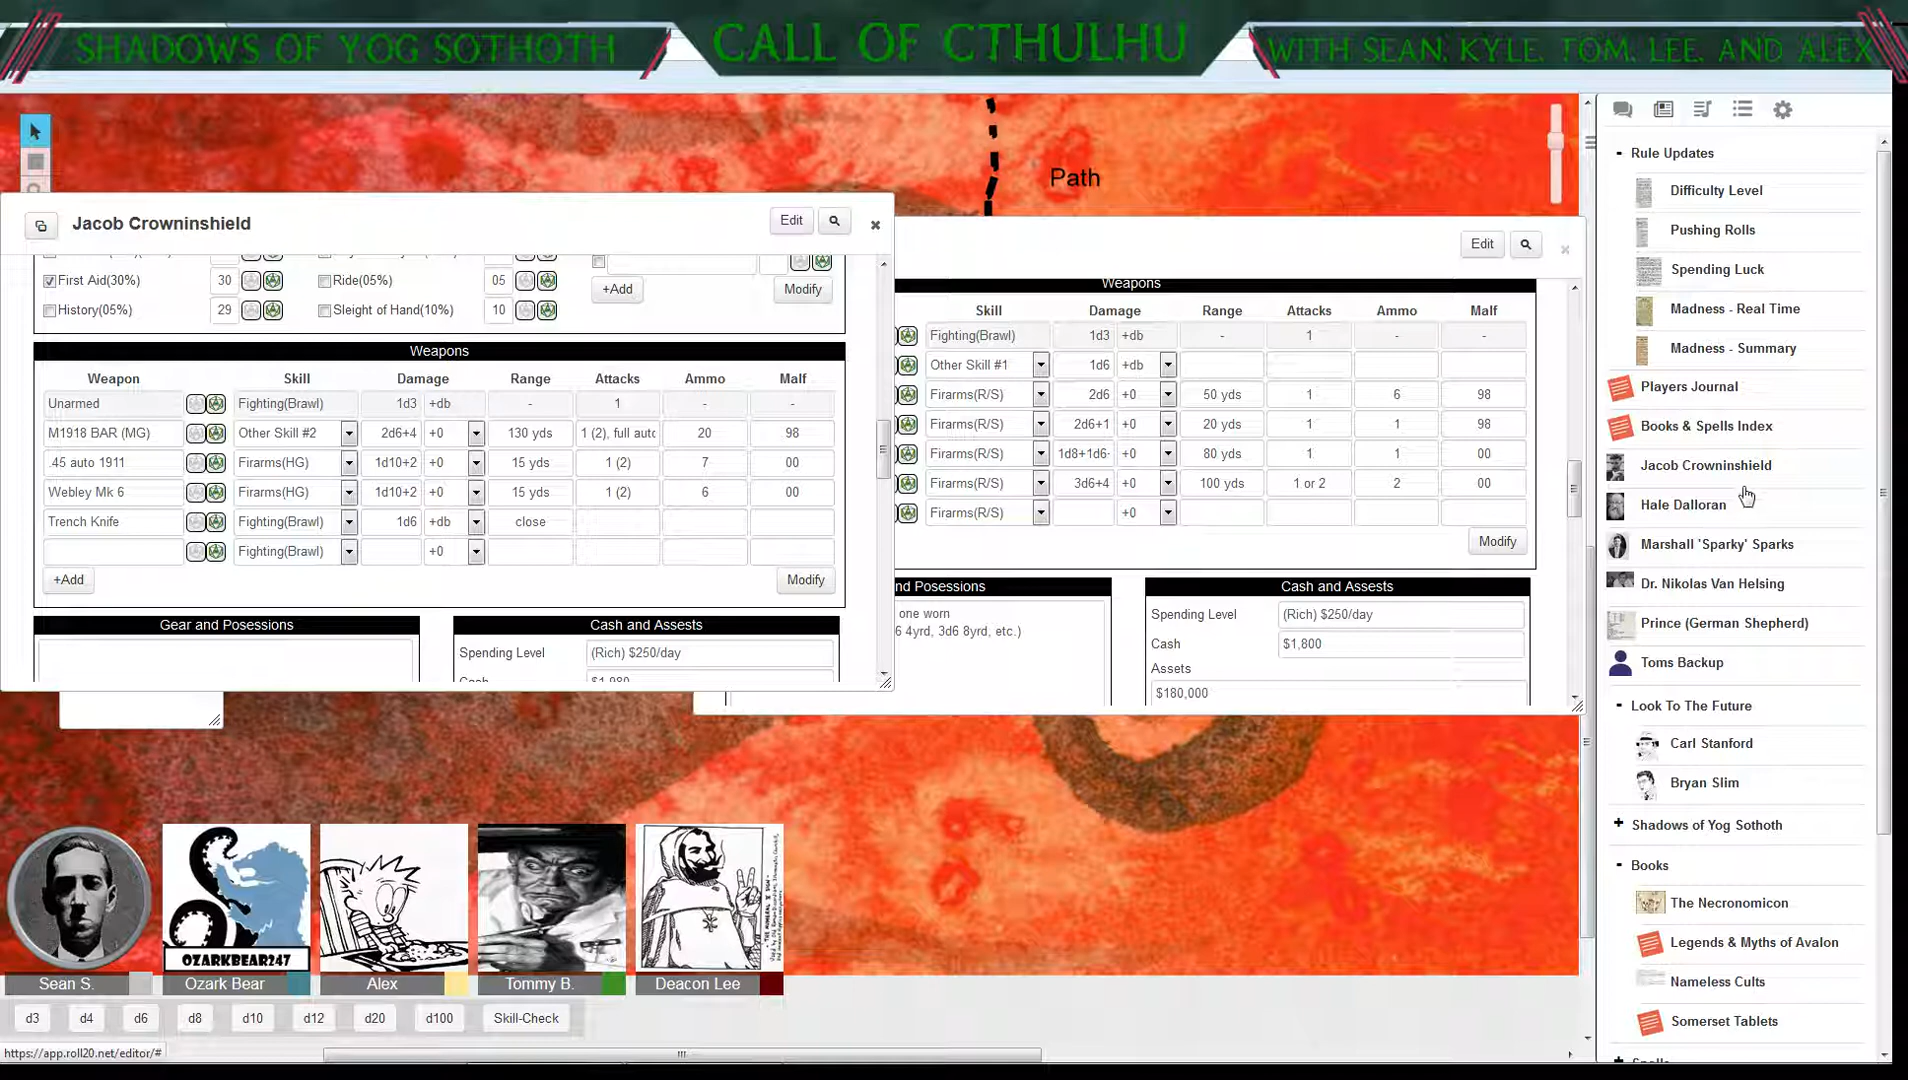 SHADOWS OF YOG SOTHOTH
CALL OF CTHULHU
WITH SEAN, KYLE, TOM, LEE, AND ALEX
Path
Jacob Crowninshield
Edit
First Aid(30%) 30
Ride(05%) 05
+Add
Modify
History(05%) 29
Sleight of Hand(10%) 10
Weapons
Weapon Skill Damage Range Attacks Ammo Malf
Unarmed Fighting(Brawl) 1d3 +db - 1 - -
M1918 BAR (MG) Other Skill #2 2d6+4 +0 130 yds 1 (2), full auto 20 98
.45 auto 1911 Firarms(HG) 1d10+2 +0 15 yds 1 (2) 7 00
Webley Mk 6 Firarms(HG) 1d10+2 +0 15 yds 1 (2) 6 00
Trench Knife Fighting(Brawl) 1d6 +db close
Fighting(Brawl) +0
+Add
Modify
Gear and Posessions
Cash and Assests
Spending Level (Rich) $250/day
Cash $1,980
Edit
Weapons
Skill Damage Range Attacks Ammo Malf
Fighting(Brawl) 1d3 +db - 1 - -
Other Skill #1 1d6 +db
Firearms(R/S) 2d6 +0 50 yds 1 6 98
Firearms(R/S) 2d6+1 +0 20 yds 1 1 98
Firearms(R/S) 1d8+1d6- +0 80 yds 1 1 00
Firearms(R/S) 3d6+4 +0 100 yds 1 or 2 2 00
Firearms(R/S) +0
Modify
nd Posessions
one worn
6 4yrd, 3d6 8yrd, etc.)
Cash and Assests
Spending Level (Rich) $250/day
Cash $1,800
Assets
$180,000
Rule Updates
Difficulty Level
Pushing Rolls
Spending Luck
Madness - Real Time
Madness - Summary
Players Journal
Books & Spells Index
Jacob Crowninshield
Hale Dalloran
Marshall 'Sparky' Sparks
Dr. Nikolas Van Helsing
Prince (German Shepherd)
Toms Backup
Look To The Future
Carl Stanford
Bryan Slim
Shadows of Yog Sothoth
Books
The Necronomicon
Legends & Myths of Avalon
Nameless Cults
Somerset Tablets
OZARKBEAR247
Sean S.
Ozark Bear
Alex
Tommy B.
Deacon Lee
d3 d4 d6 d8 d10 d12 d20 d100 Skill-Check
https://app.roll20.net/editor/#